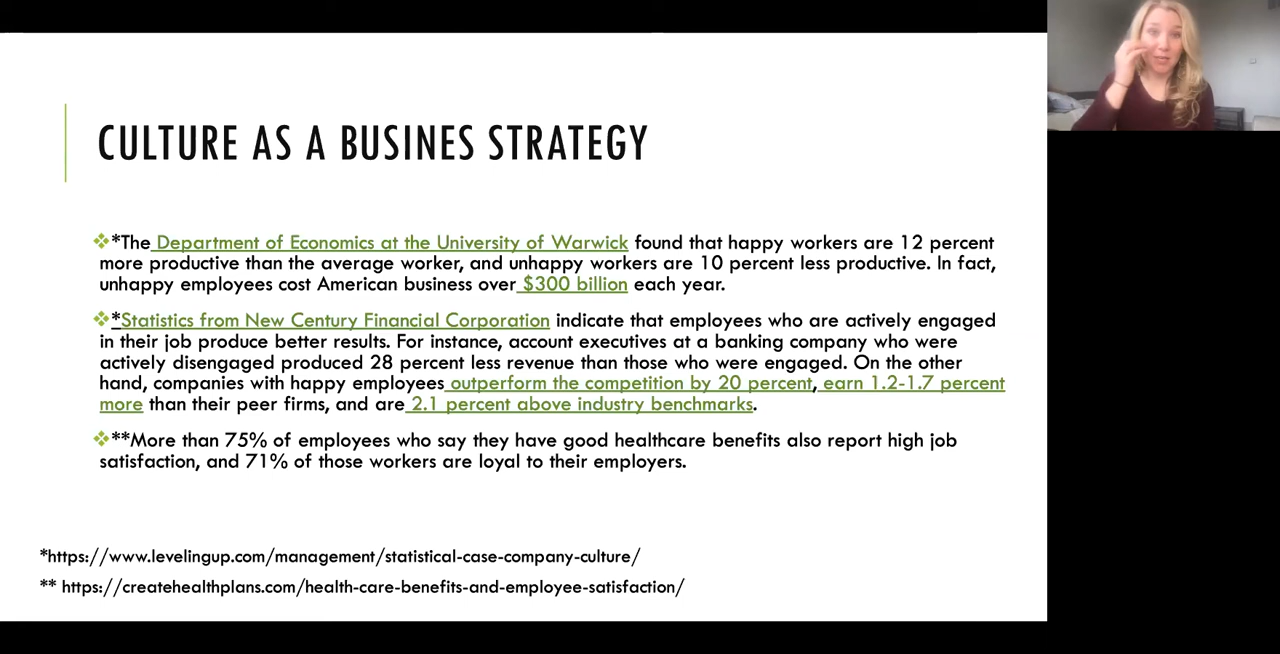 CULTURE AS A BUSINES STRATEGY
❖*The Department of Economics at the University of Warwick found that happy workers are 12 percent
more productive than the average worker, and unhappy workers are 10 percent less productive. In fact,
unhappy employees cost American business over $300 billion each year.
❖*Statistics from New Century Financial Corporation indicate that employees who are actively engaged
in their job produce better results. For instance, account executives at a banking company who were
actively disengaged produced 28 percent less revenue than those who were engaged. On the other
hand, companies with happy employees outperform the competition by 20 percent, earn 1.2-1.7 percent
more than their peer firms, and are 2.1 percent above industry benchmarks.
❖**More than 75% of employees who say they have good healthcare benefits also report high job
satisfaction, and 71% of those workers are loyal to their employers.
*https://www.levelingup.com/management/statistical-case-company-culture/
** https://createhealthplans.com/health-care-benefits-and-employee-satisfaction/